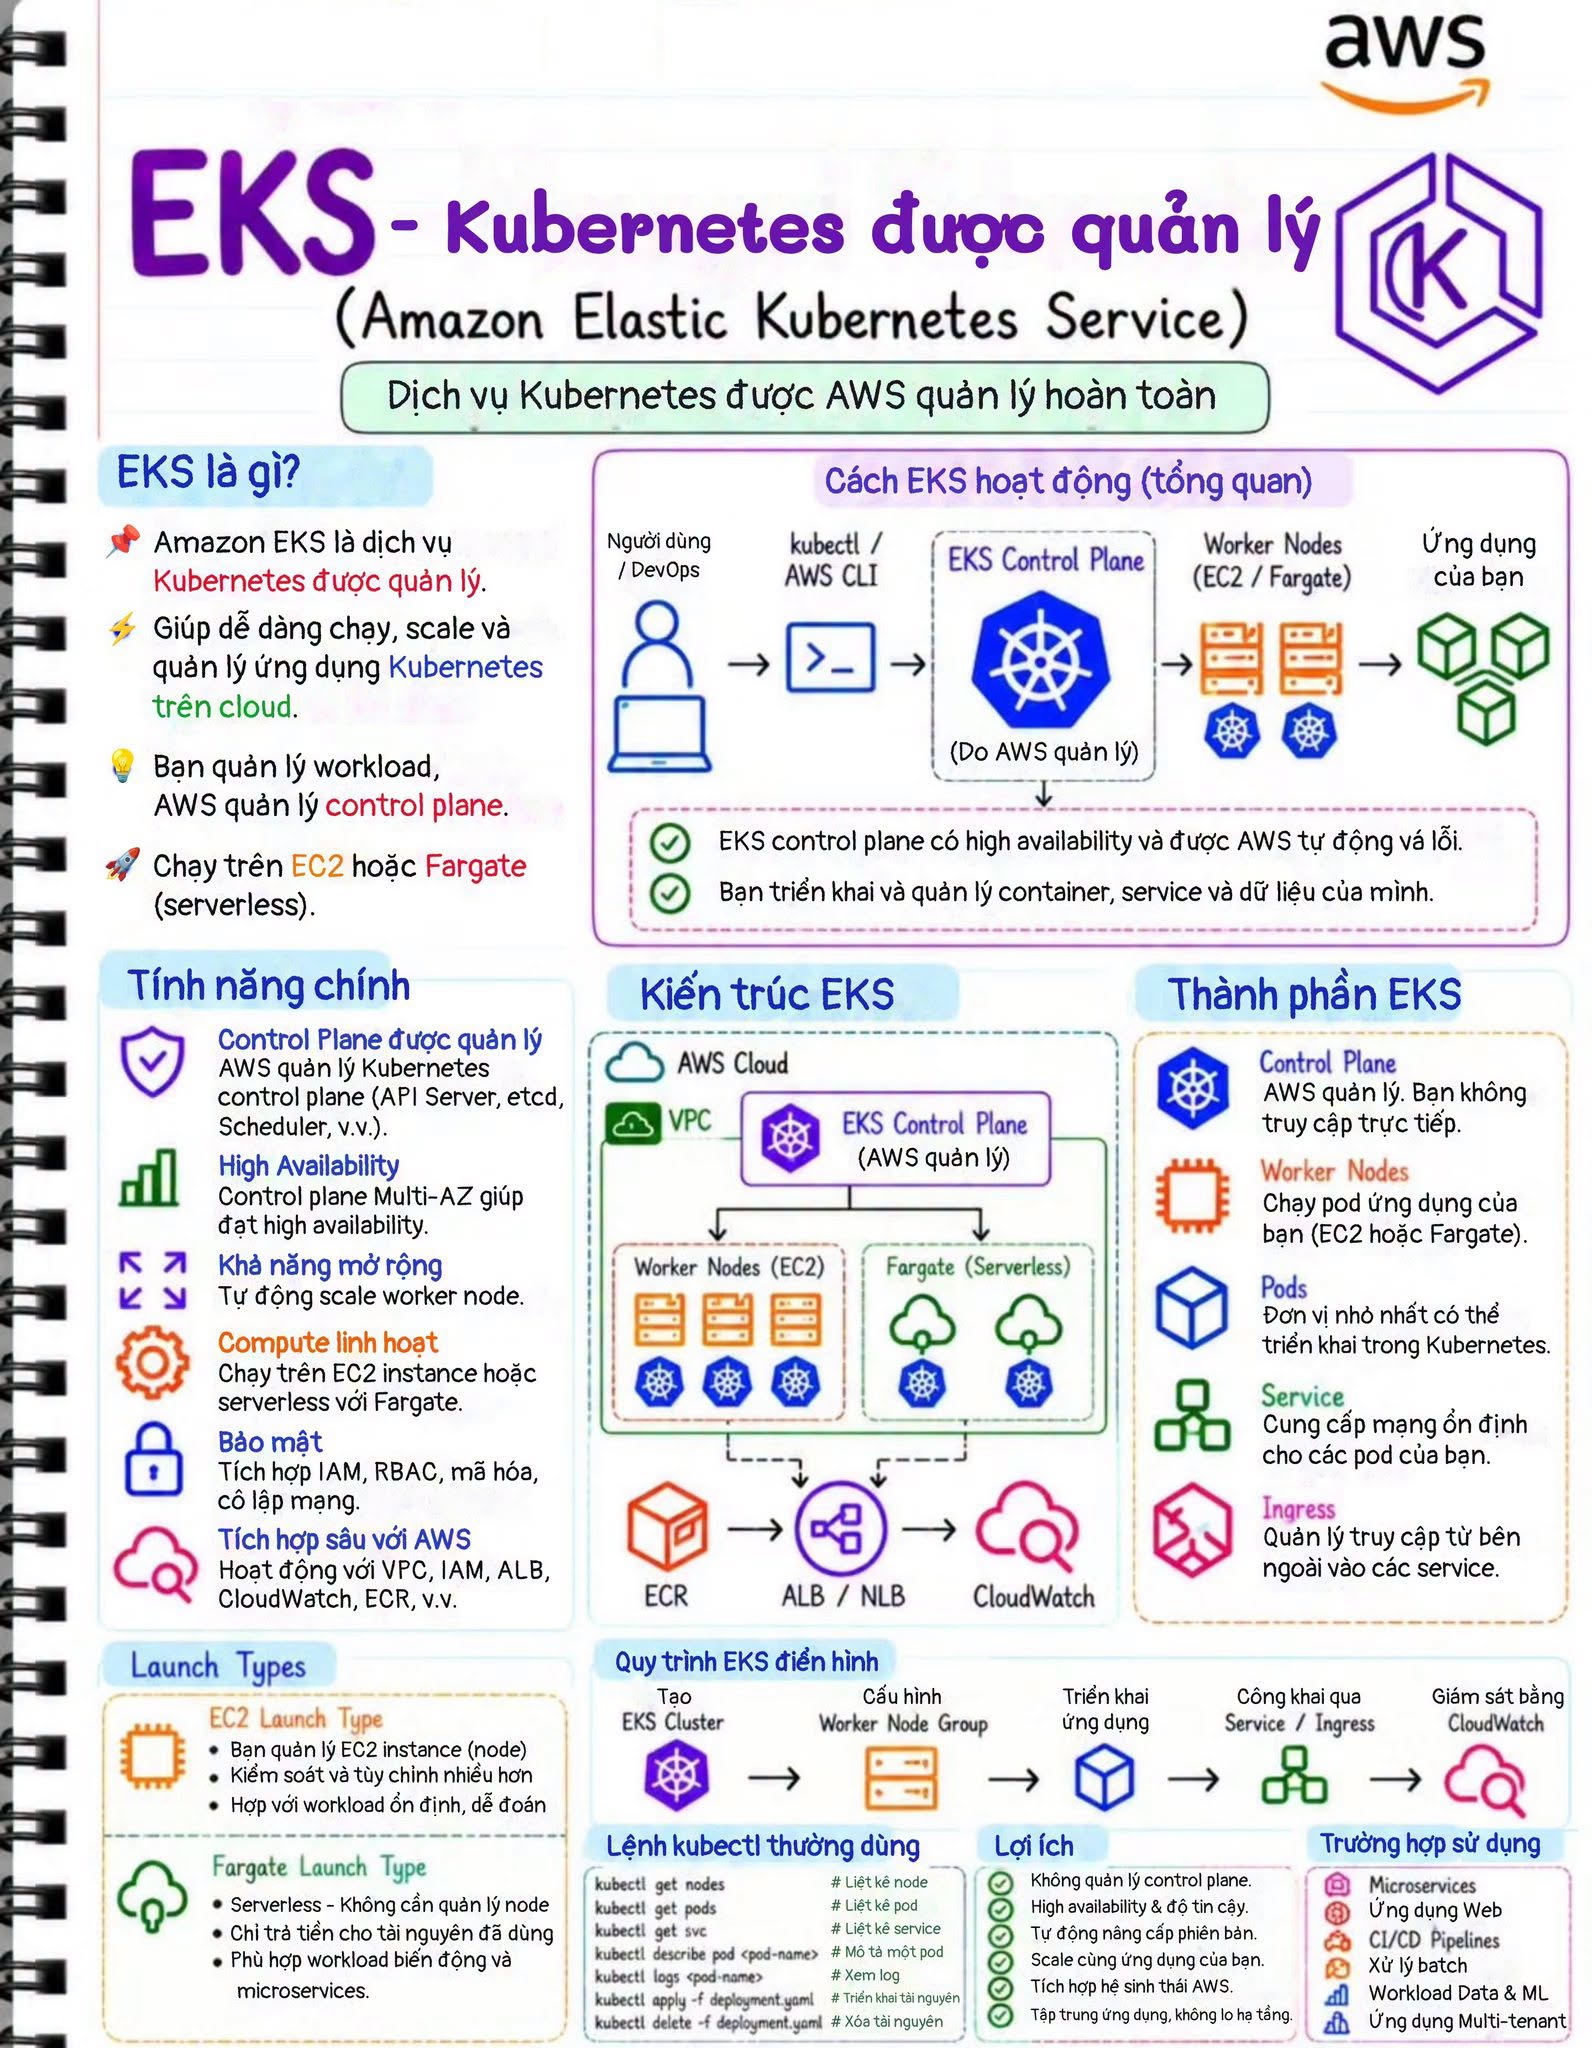 aws
EKS - Kubernetes được quản lý
(Amazon Elastic Kubernetes Service)
Dịch vụ Kubernetes được AWS quản lý hoàn toàn
EKS là gì?
Amazon EKS là dịch vụ
Kubernetes được quản lý.
Giúp dễ dàng chạy, scale và
quản lý ứng dụng Kubernetes
trên cloud.
Bạn quản lý workload,
AWS quản lý control plane.
Chạy trên EC2 hoặc Fargate
(serverless).
Cách EKS hoạt động (tổng quan)
Người dùng
/ DevOps
kubectl /
AWS CLI
EKS Control Plane
(Do AWS quản lý)
Worker Nodes
(EC2 / Fargate)
Ứng dụng
của bạn
EKS control plane có high availability và được AWS tự động vá lỗi.
Bạn triển khai và quản lý container, service và dữ liệu của mình.
Tính năng chính
Control Plane được quản lý
AWS quản lý Kubernetes
control plane (API Server, etcd,
Scheduler, v.v.).
High Availability
Control plane Multi-AZ giúp
đạt high availability.
Khả năng mở rộng
Tự động scale worker node.
Compute linh hoạt
Chạy trên EC2 instance hoặc
serverless với Fargate.
Bảo mật
Tích hợp IAM, RBAC, mã hóa,
cô lập mạng.
Tích hợp sâu với AWS
Hoạt động với VPC, IAM, ALB,
CloudWatch, ECR, v.v.
Kiến trúc EKS
AWS Cloud
VPC
EKS Control Plane
(AWS quản lý)
Worker Nodes (EC2)
Fargate (Serverless)
ECR
ALB / NLB
CloudWatch
Thành phần EKS
Control Plane
AWS quản lý. Bạn không
truy cập trực tiếp.
Worker Nodes
Chạy pod ứng dụng của
bạn (EC2 hoặc Fargate).
Pods
Đơn vị nhỏ nhất có thể
triển khai trong Kubernetes.
Service
Cung cấp mạng ổn định
cho các pod của bạn.
Ingress
Quản lý truy cập từ bên
ngoài vào các service.
Launch Types
EC2 Launch Type
• Bạn quản lý EC2 instance (node)
• Kiểm soát và tùy chỉnh nhiều hơn
• Hợp với workload ổn định, dễ đoán
Fargate Launch Type
• Serverless - Không cần quản lý node
• Chỉ trả tiền cho tài nguyên đã dùng
• Phù hợp workload biến động và
microservices.
Quy trình EKS điển hình
Tạo
EKS Cluster
Cấu hình
Worker Node Group
Triển khai
ứng dụng
Công khai qua
Service / Ingress
Giám sát bằng
CloudWatch
Lệnh kubectl thường dùng
kubectl get nodes # Liệt kê node
kubectl get pods # Liệt kê pod
kubectl get svc # Liệt kê service
kubectl describe pod <pod-name> # Mô tả một pod
kubectl logs <pod-name> # Xem log
kubectl apply -f deployment.yaml # Triển khai tài nguyên
kubectl delete -f deployment.yaml # Xóa tài nguyên
Lợi ích
Không quản lý control plane.
High availability & độ tin cậy.
Tự động nâng cấp phiên bản.
Scale cùng ứng dụng của bạn.
Tích hợp hệ sinh thái AWS.
Tập trung ứng dụng, không lo hạ tầng.
Trường hợp sử dụng
Microservices
Ứng dụng Web
CI/CD Pipelines
Xử lý batch
Workload Data & ML
Ứng dụng Multi-tenant